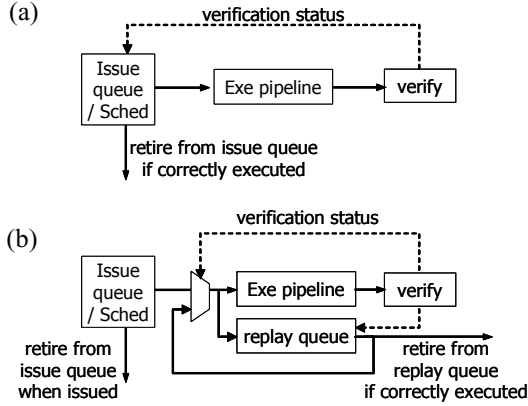 (a)
verification status
Issue
queue
/ Sched
Exe pipeline
verify
retire from issue queue
if correctly executed
verification status
(b)
Issue
queue
/ Sched
Exe pipeline
verify
replay queue
retire from
issue queue
when issued
retire from
replay queue
if correctly executed